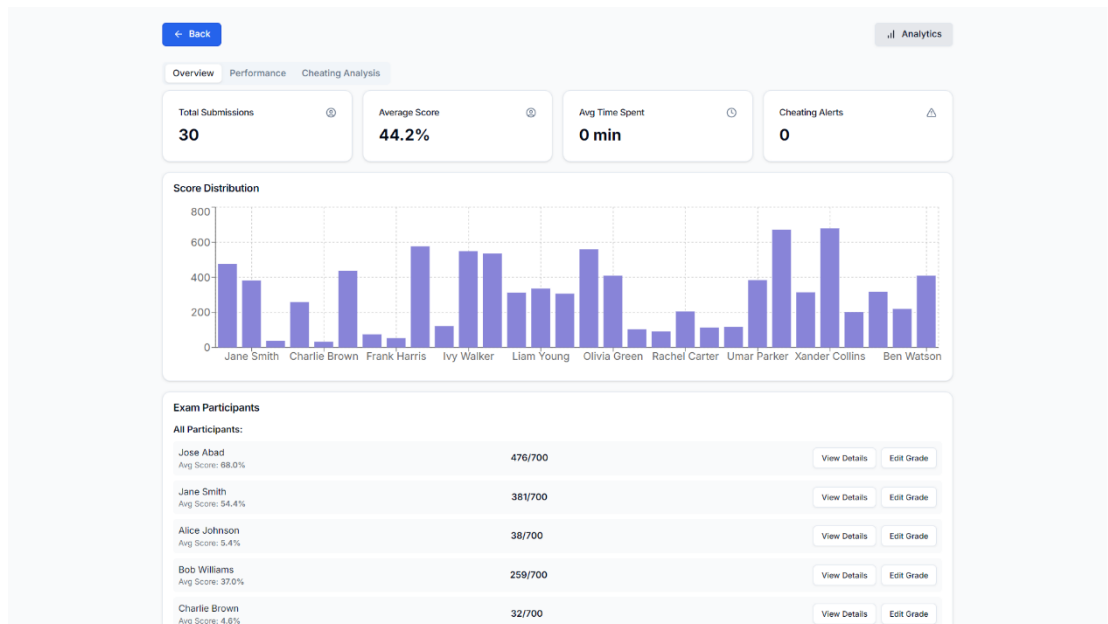 ← Back
Analytics
Overview Performance Cheating Analysis
Total Submissions
30
Average Score
44.2%
Avg Time Spent
0 min
Cheating Alerts
0
Score Distribution
800
600
400
200
0
Jane Smith Charlie Brown Frank Harris Ivy Walker Liam Young Olivia Green Rachel Carter Umar Parker Xander Collins Ben Watson
Exam Participants
All Participants:
Jose Abad
Avg Score: 68.0%
476/700
View Details Edit Grade
Jane Smith
Avg Score: 54.4%
381/700
View Details Edit Grade
Alice Johnson
Avg Score: 5.4%
38/700
View Details Edit Grade
Bob Williams
Avg Score: 37.0%
259/700
View Details Edit Grade
Charlie Brown
Avg Score: 4.6%
32/700
View Details Edit Grade